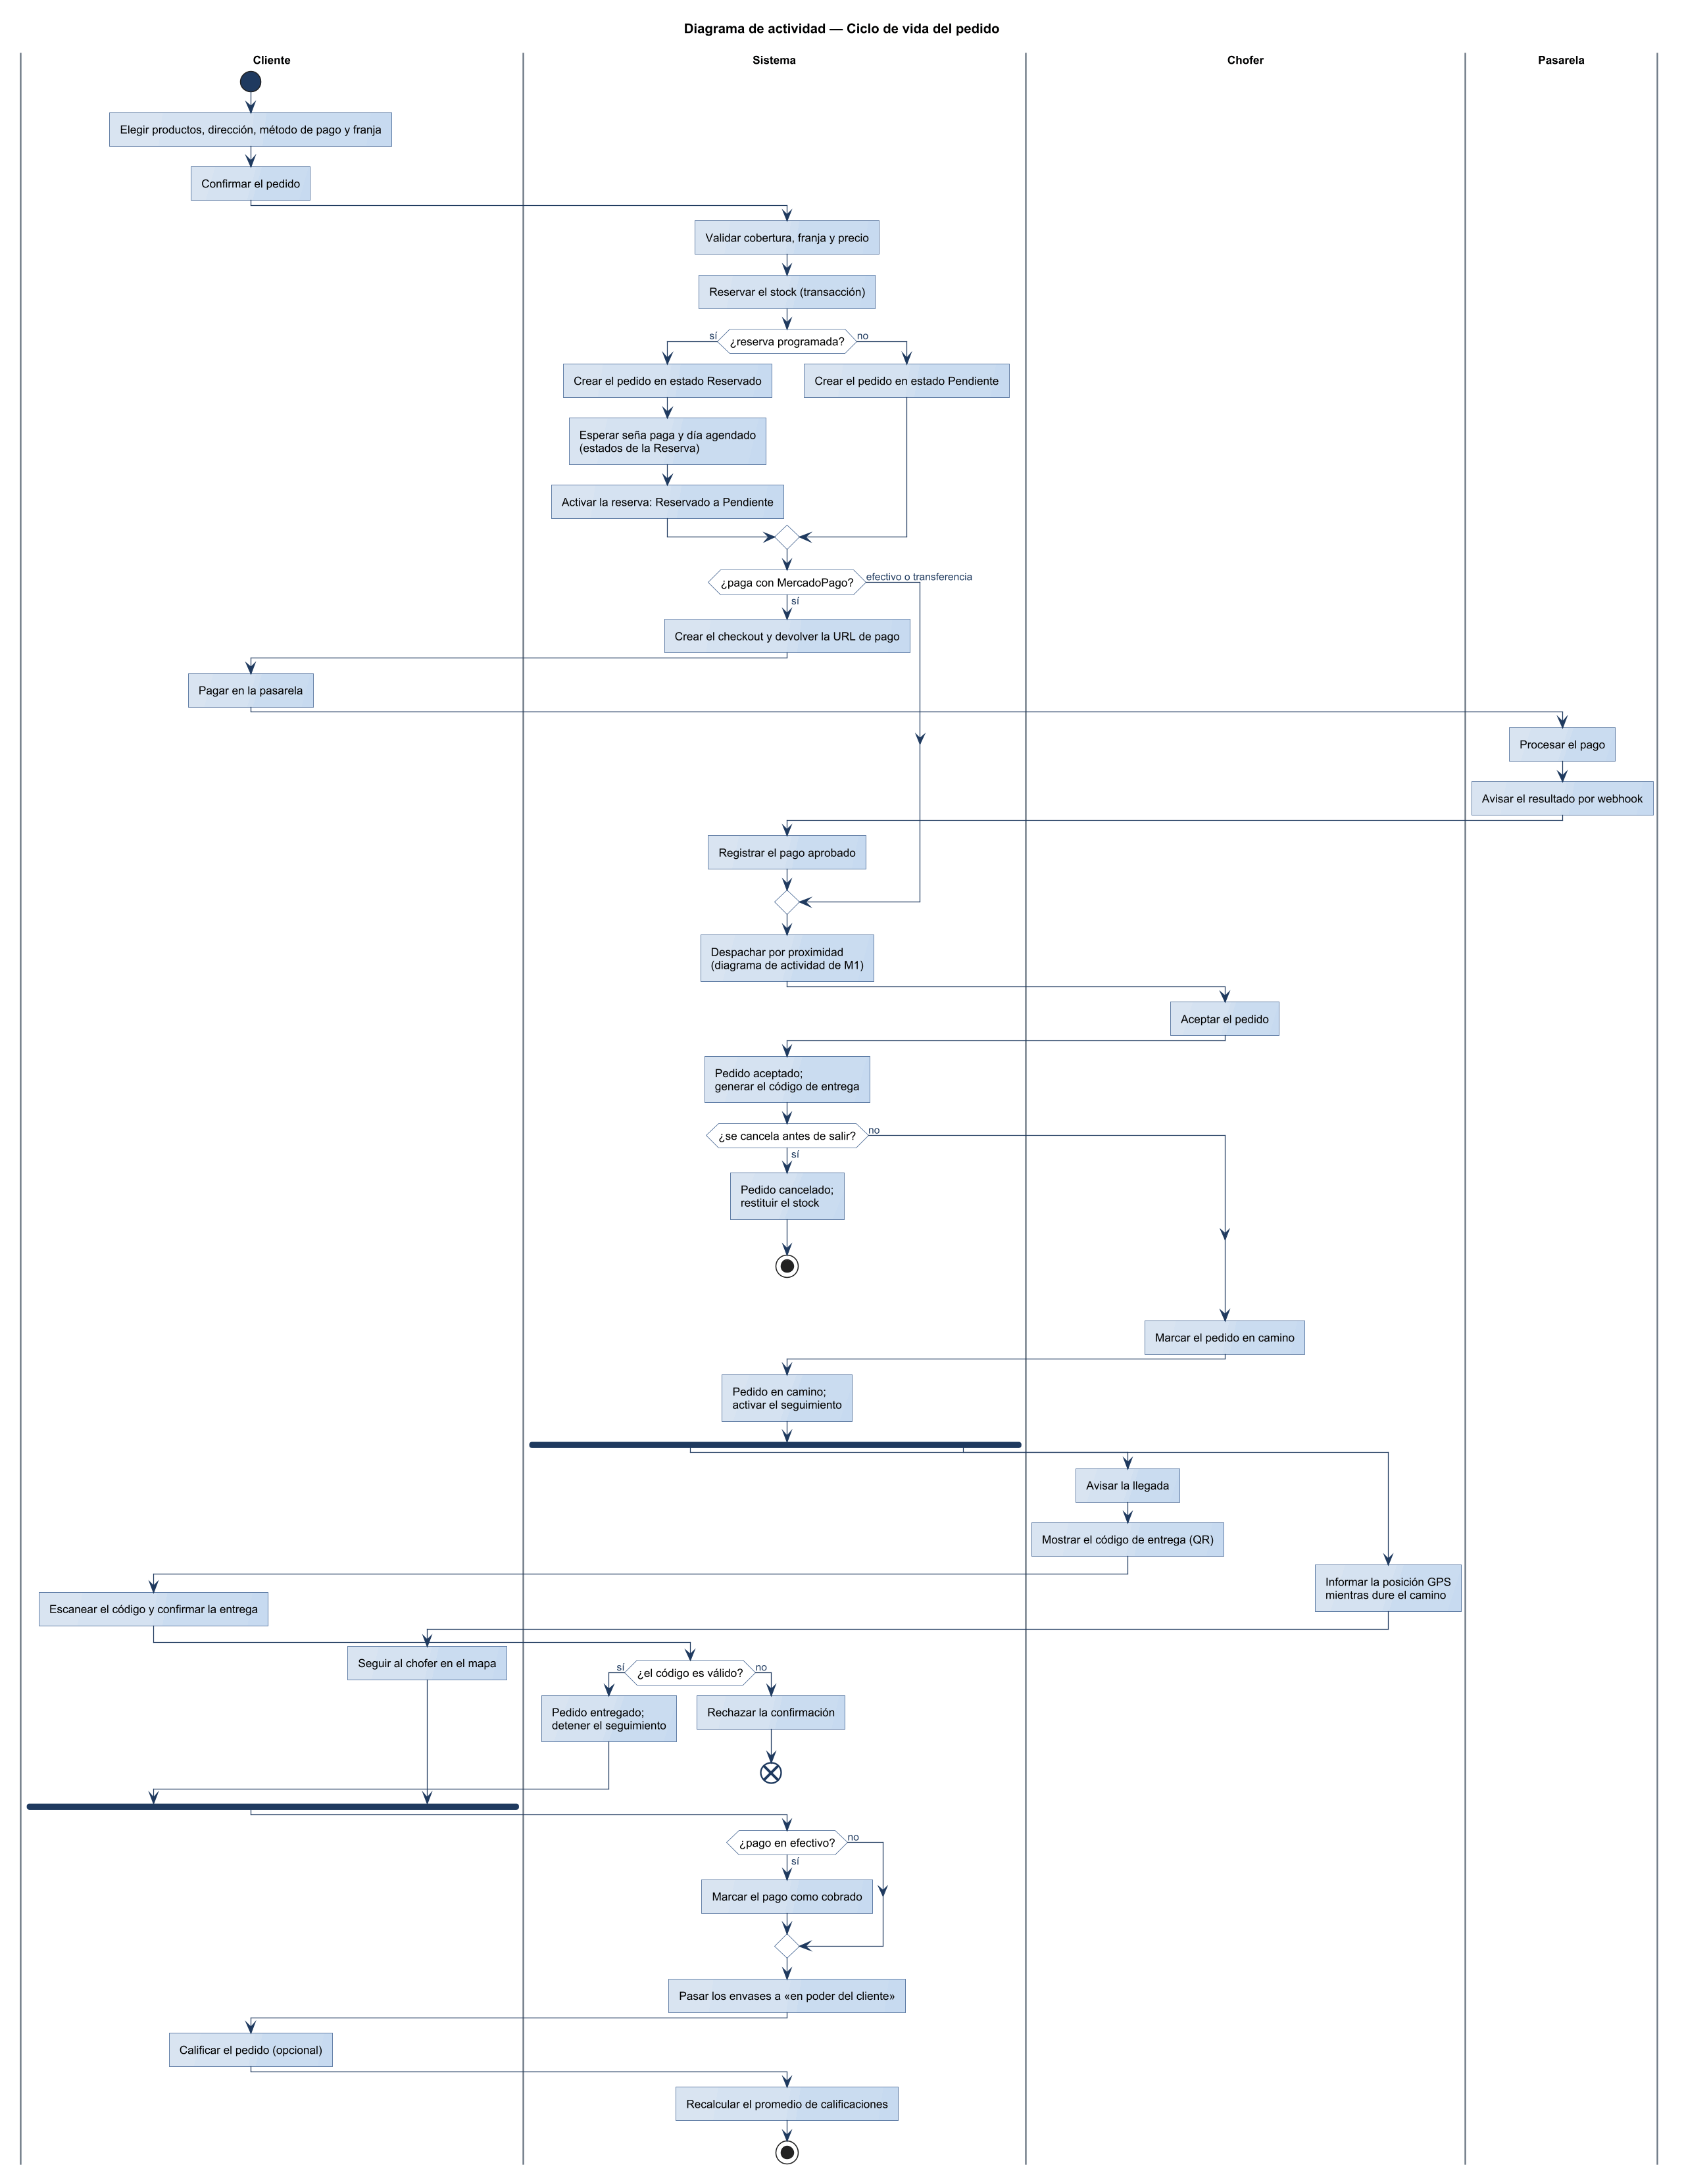 Diagrama de actividad — Ciclo de vida del pedido
Cliente
Sistema
Chofer
Pasarela
Elegir productos, dirección, método de pago y franja
Confirmar el pedido
Validar cobertura, franja y precio
Reservar el stock (transacción)
sí
¿reserva programada?
no
Crear el pedido en estado Reservado
Crear el pedido en estado Pendiente
Esperar seña paga y día agendado
(estados de la Reserva)
Activar la reserva: Reservado a Pendiente
¿paga con MercadoPago?
efectivo o transferencia
sí
Crear el checkout y devolver la URL de pago
Pagar en la pasarela
Procesar el pago
Avisar el resultado por webhook
Registrar el pago aprobado
Despachar por proximidad
(diagrama de actividad de M1)
Aceptar el pedido
Pedido aceptado;
generar el código de entrega
¿se cancela antes de salir?
no
sí
Pedido cancelado;
restituir el stock
Marcar el pedido en camino
Pedido en camino;
activar el seguimiento
Avisar la llegada
Mostrar el código de entrega (QR)
Informar la posición GPS
mientras dure el camino
Escanear el código y confirmar la entrega
Seguir al chofer en el mapa
sí
¿el código es válido?
no
Pedido entregado;
detener el seguimiento
Rechazar la confirmación
¿pago en efectivo?
no
sí
Marcar el pago como cobrado
Pasar los envases a «en poder del cliente»
Calificar el pedido (opcional)
Recalcular el promedio de calificaciones